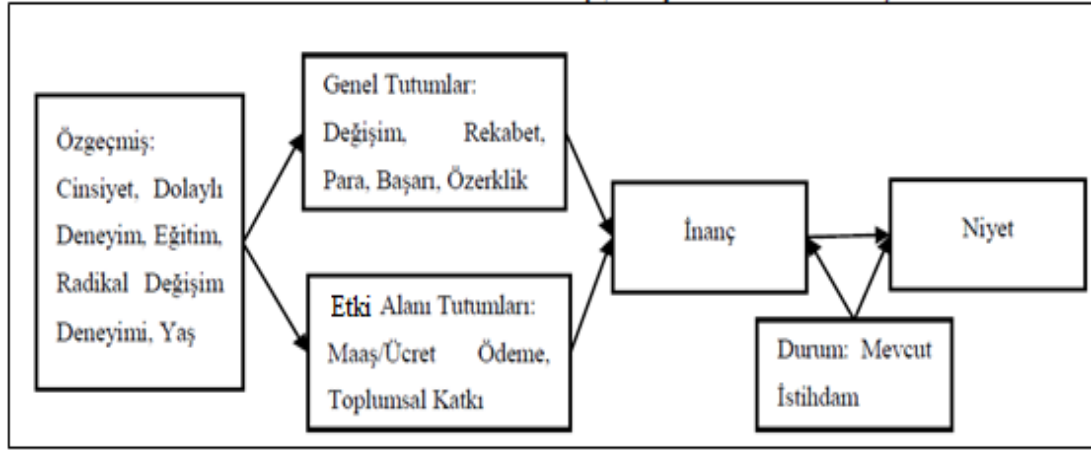 Özgeçmiş:
Cinsiyet, Dolaylı
Deneyim, Eğitim,
Radikal Değişim
Deneyimi, Yaş
Genel Tutumlar:
Değişim, Rekabet,
Para, Başarı, Özerklik
Etki Alanı Tutumları:
Maaş/Ücret Ödeme,
Toplumsal Katkı
İnanç
Niyet
Durum: Mevcut
İstihdam